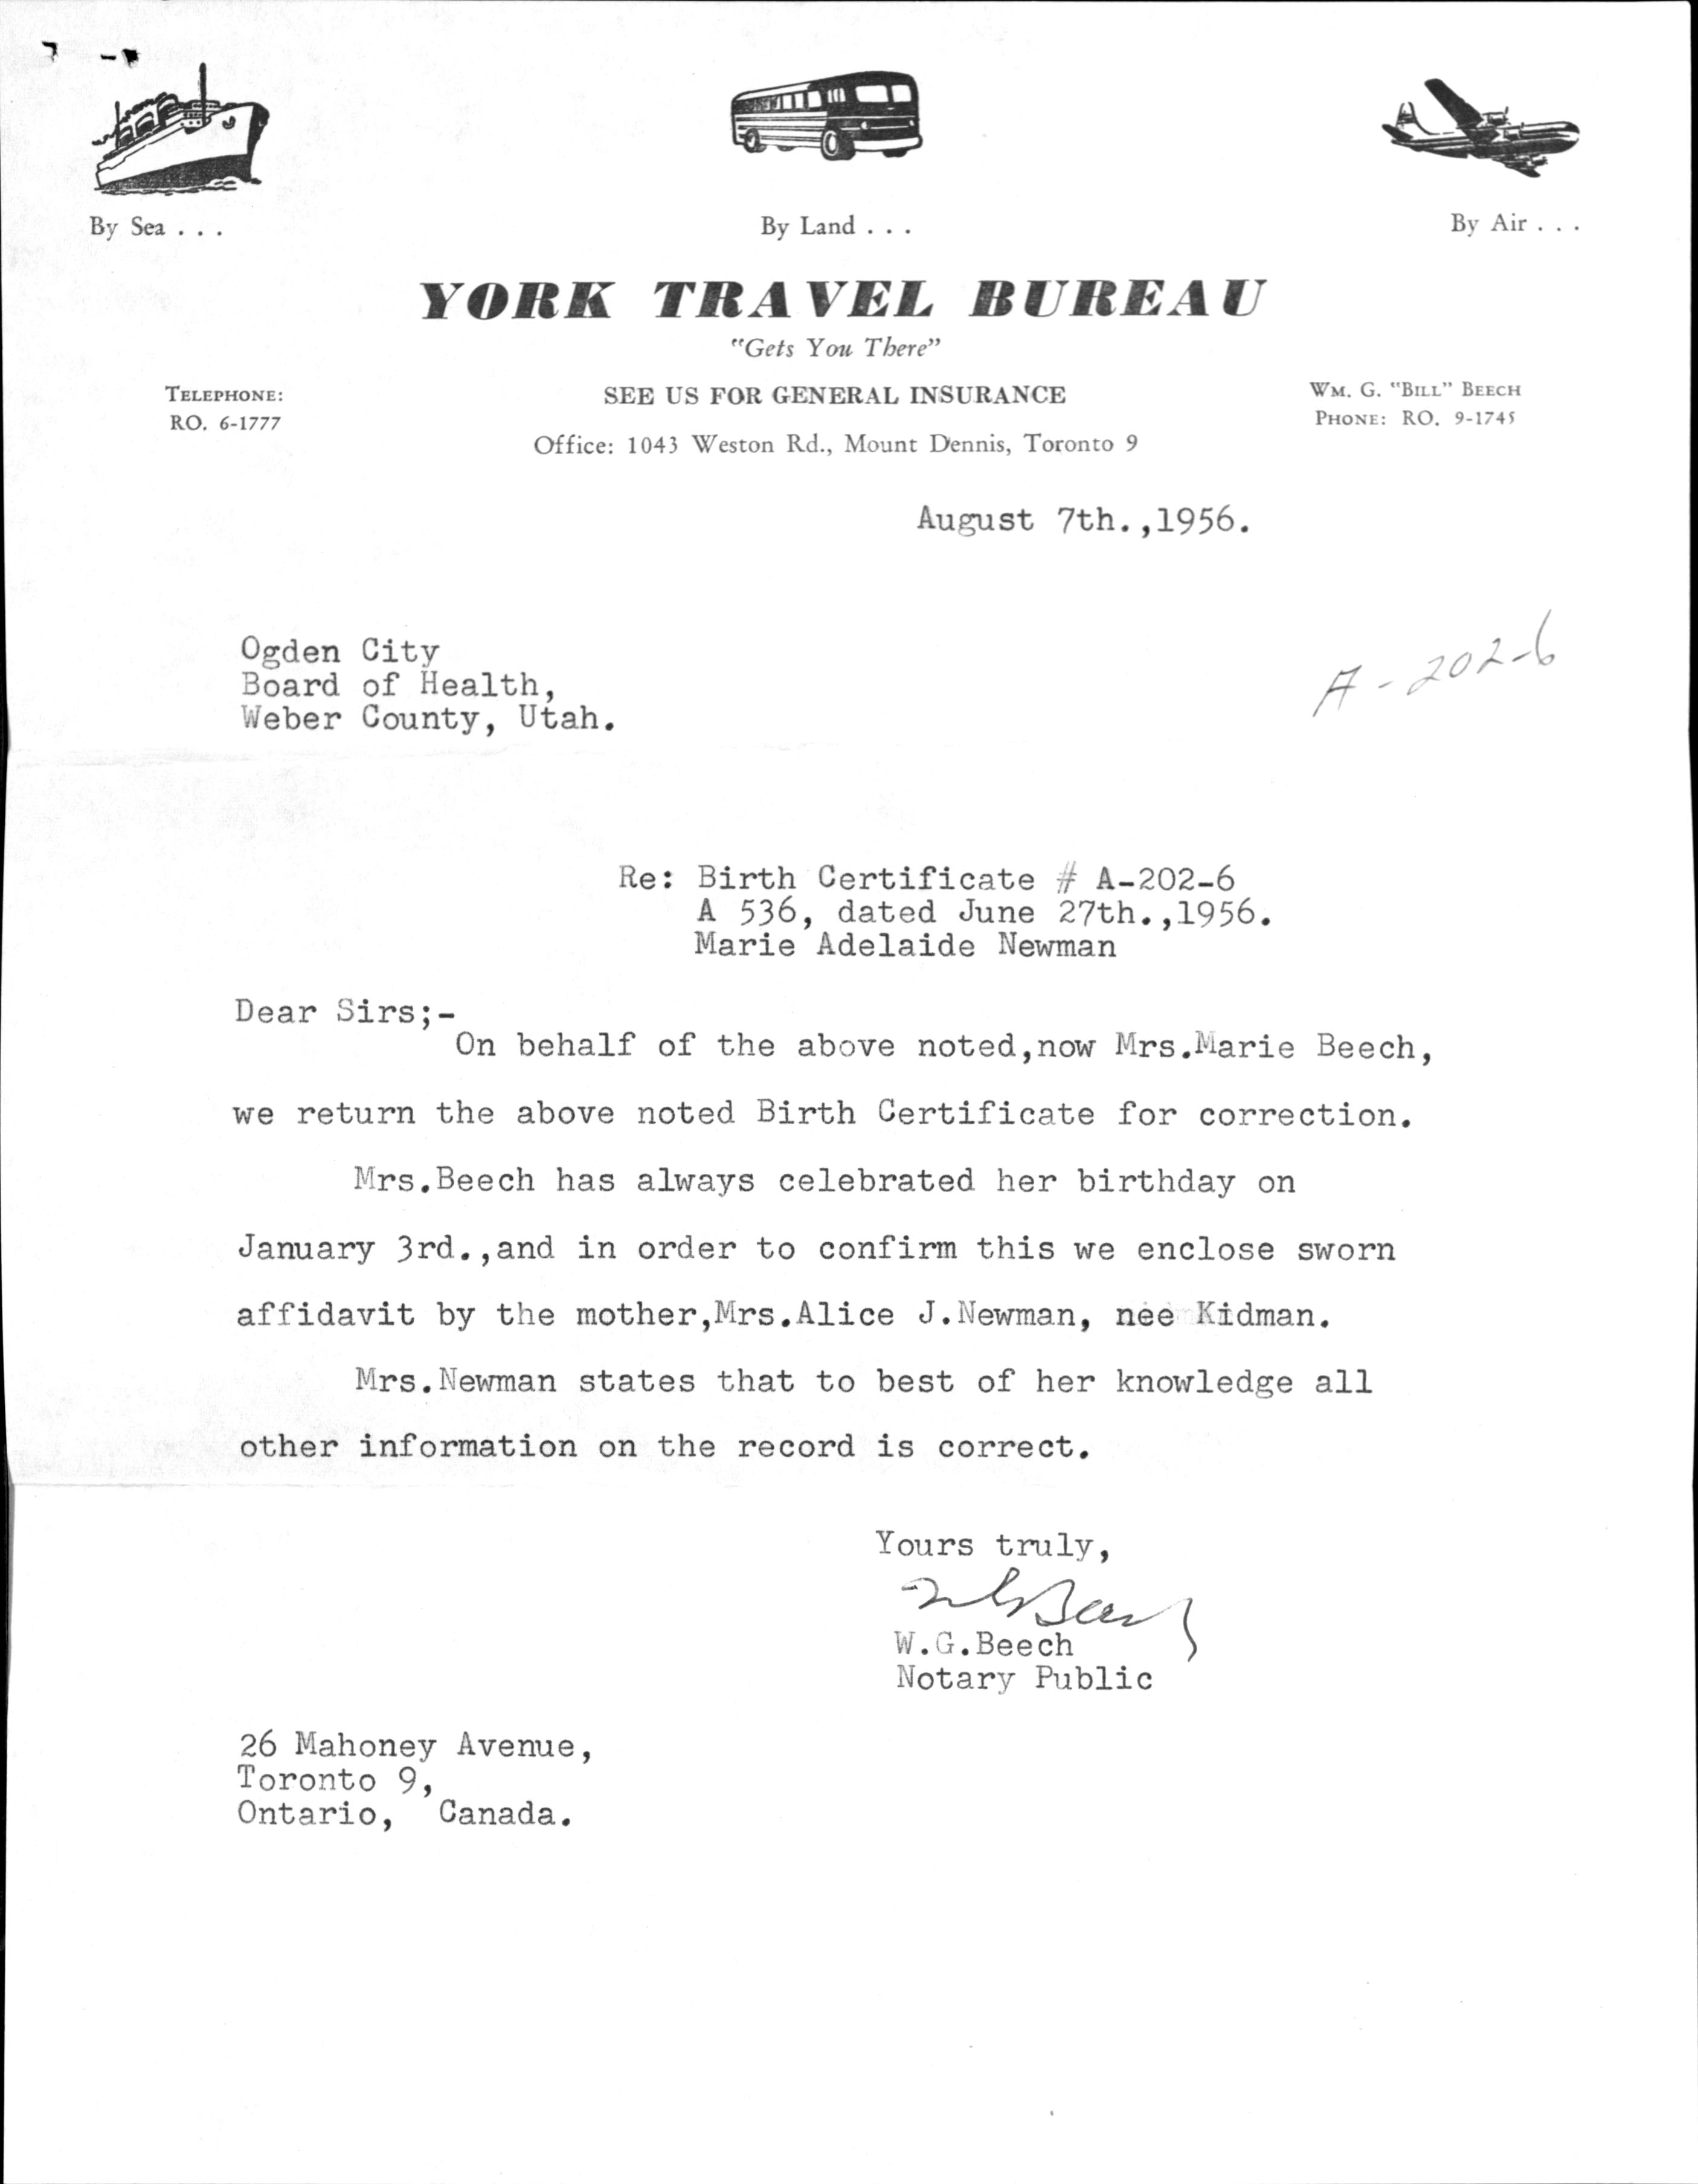 By Sea . . .
By Land . . .
By Air . . .
YORK TRAVEL BUREAU
"Gets You There"
TELEPHONE:
RO. 6-1777
SEE US FOR GENERAL INSURANCE
Office: 1043 Weston Rd., Mount Dennis, Toronto 9
WM. G. "BILL" BEECH
PHONE: RO. 9-1745
August 7th.,1956.
Ogden City
Board of Health,
Weber County, Utah.
A-202-6
Re: Birth Certificate # A-202-6
A 536, dated June 27th.,1956.
Marie Adelaide Newman
Dear Sirs;-
On behalf of the above noted,now Mrs.Marie Beech,
we return the above noted Birth Certificate for correction.
Mrs.Beech has always celebrated her birthday on
January 3rd.,and in order to confirm this we enclose sworn
affidavit by the mother,Mrs.Alice J.Newman, nee Kidman.
Mrs.Newman states that to best of her knowledge all
other information on the record is correct.
Yours truly,
WGBeech
W.G.Beech
Notary Public
26 Mahoney Avenue,
Toronto 9,
Ontario, Canada.